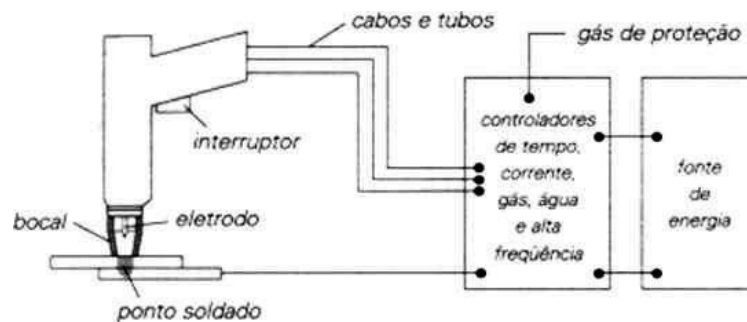 cabos e tubos
gás de proteção
interruptor
controladores
de tempo,
corrente,
gás, água
e alta
freqüência
fonte
de
energia
bocal
eletrodo
ponto soldado